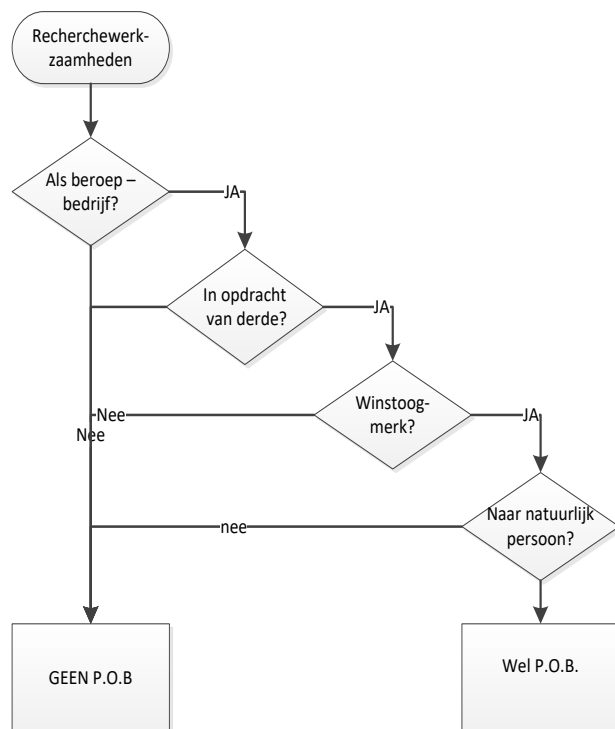 Recherchewerk-
zaamheden
Als beroep –
bedrijf?
JA
In opdracht
van derde?
JA
Winstoog-
merk?
JA
Nee
Nee
Naar natuurlijk
persoon?
nee
GEEN P.O.B
Wel P.O.B.